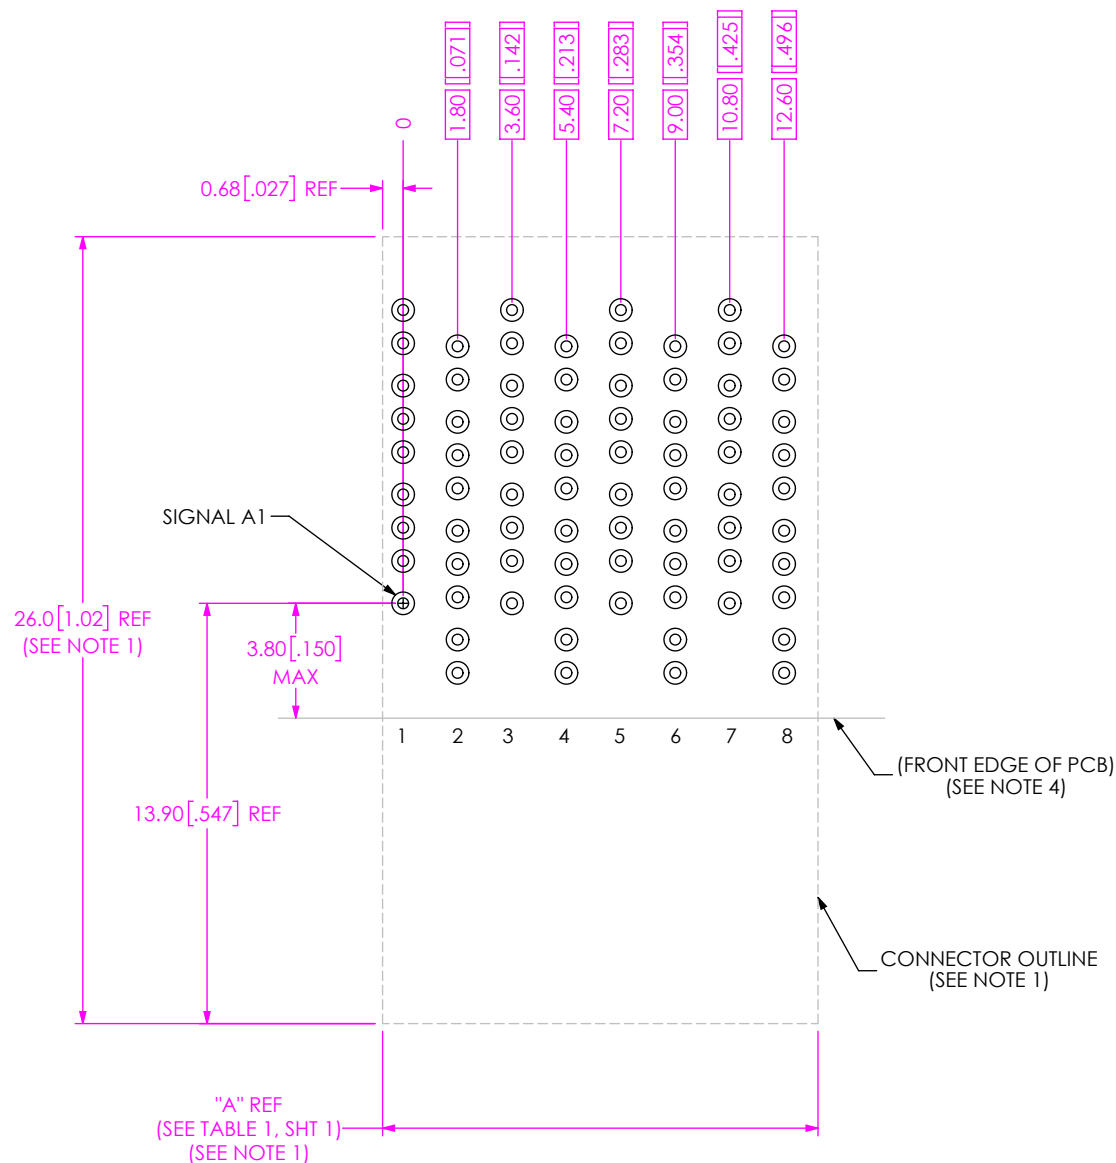 0
1.80 [.071]
3.60 [.142]
5.40 [.213]
7.20 [.283]
9.00 [.354]
10.80 [.425]
12.60 [.496]
0.68[.027] REF
SIGNAL A1
26.0[1.02] REF
(SEE NOTE 1)
3.80[.150]
MAX
1 2 3 4 5 6 7 8
(FRONT EDGE OF PCB)
(SEE NOTE 4)
13.90[.547] REF
CONNECTOR OUTLINE
(SEE NOTE 1)
"A" REF
(SEE TABLE 1, SHT 1)
(SEE NOTE 1)